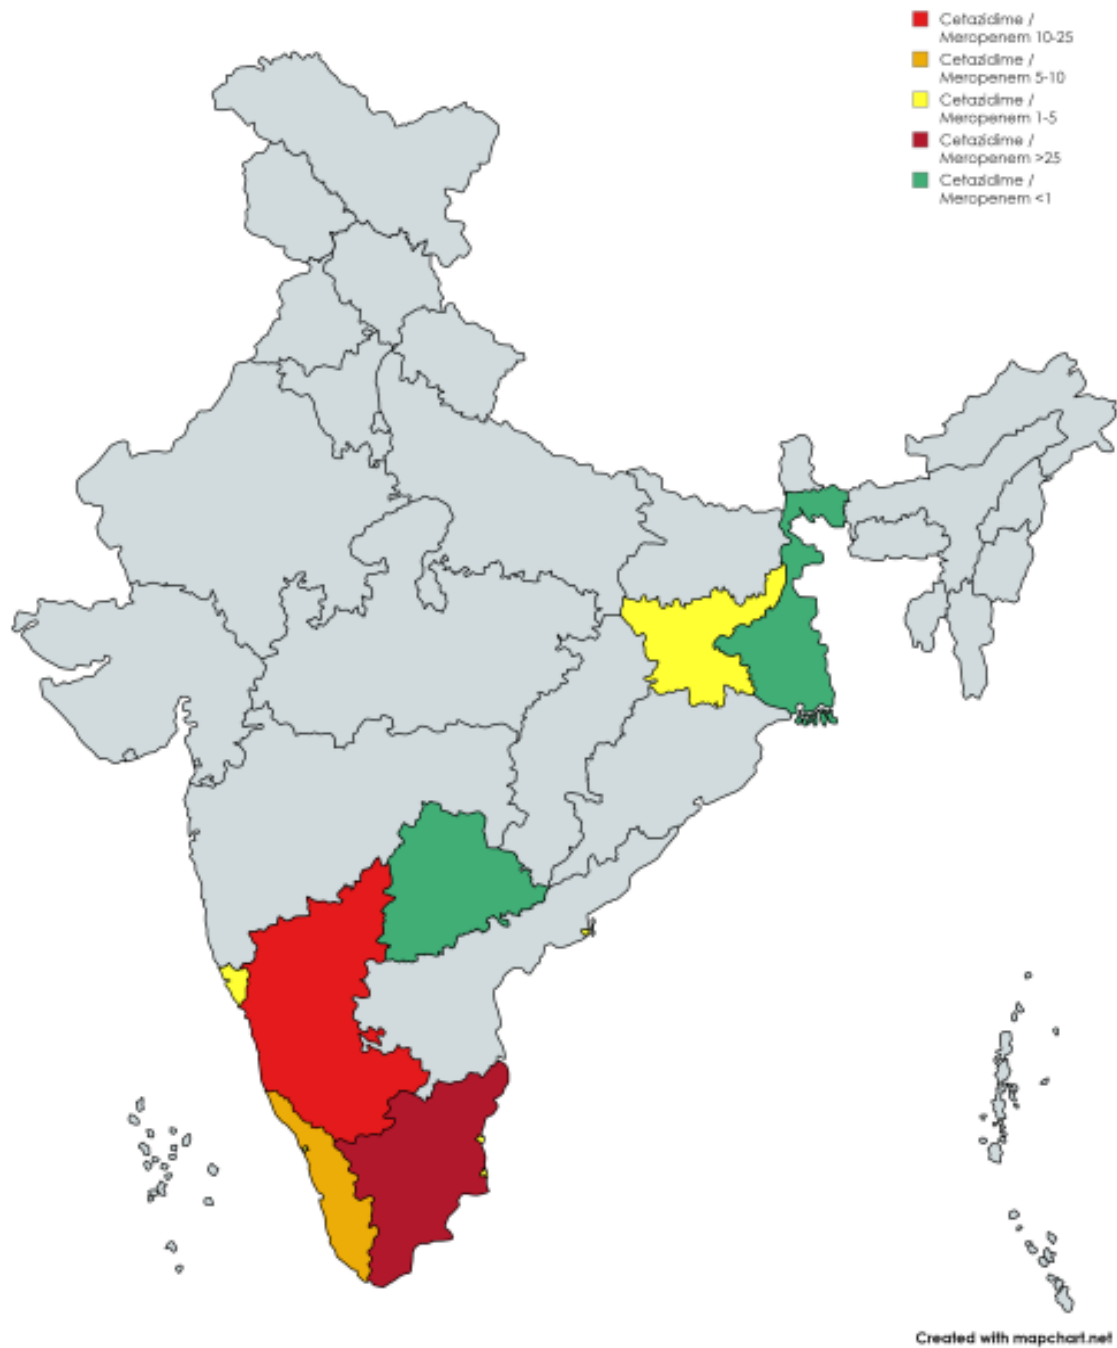 Cetazidime /
Meropenem 10-25
Cetazidime /
Meropenem 5-10
Cetazidime /
Meropenem 1-5
Cetazidime /
Meropenem >25
Cetazidime /
Meropenem <1
Created with mapchart.net